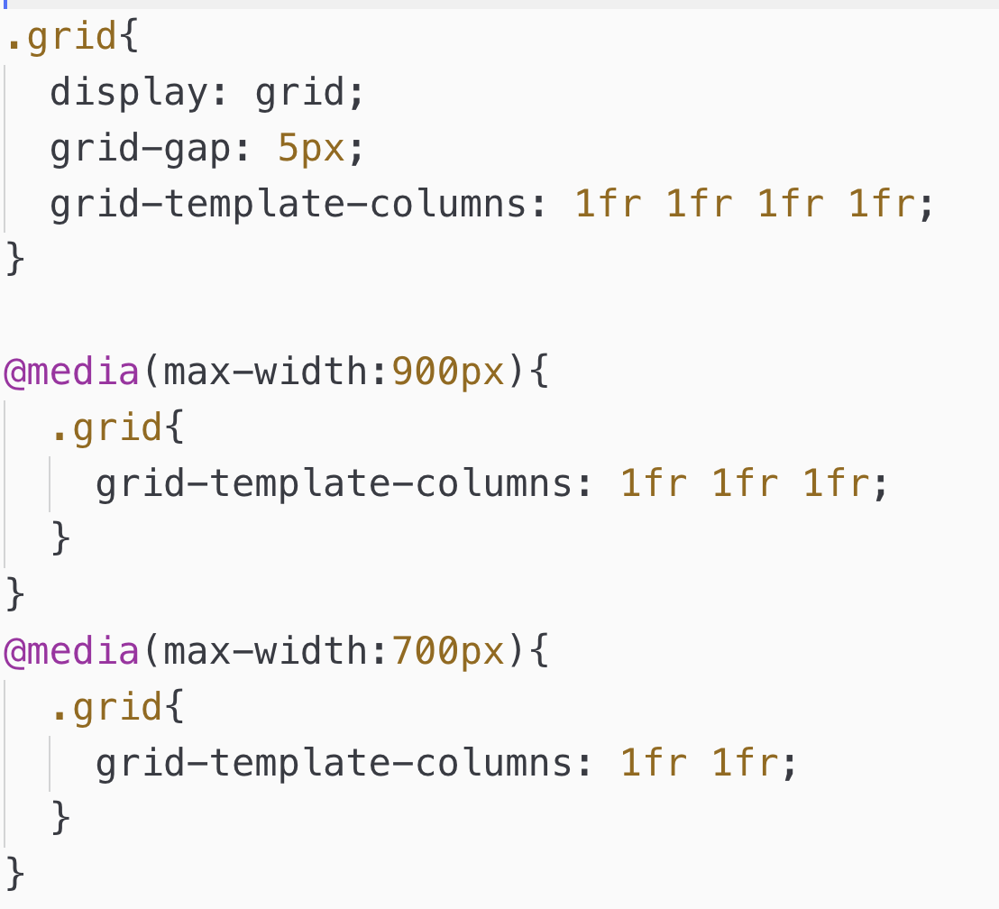 .grid{
  display: grid;
  grid-gap: 5px;
  grid-template-columns: 1fr 1fr 1fr 1fr;
}

@media(max-width:900px){
  .grid{
    grid-template-columns: 1fr 1fr 1fr;
  }
}
@media(max-width:700px){
  .grid{
    grid-template-columns: 1fr 1fr;
  }
}